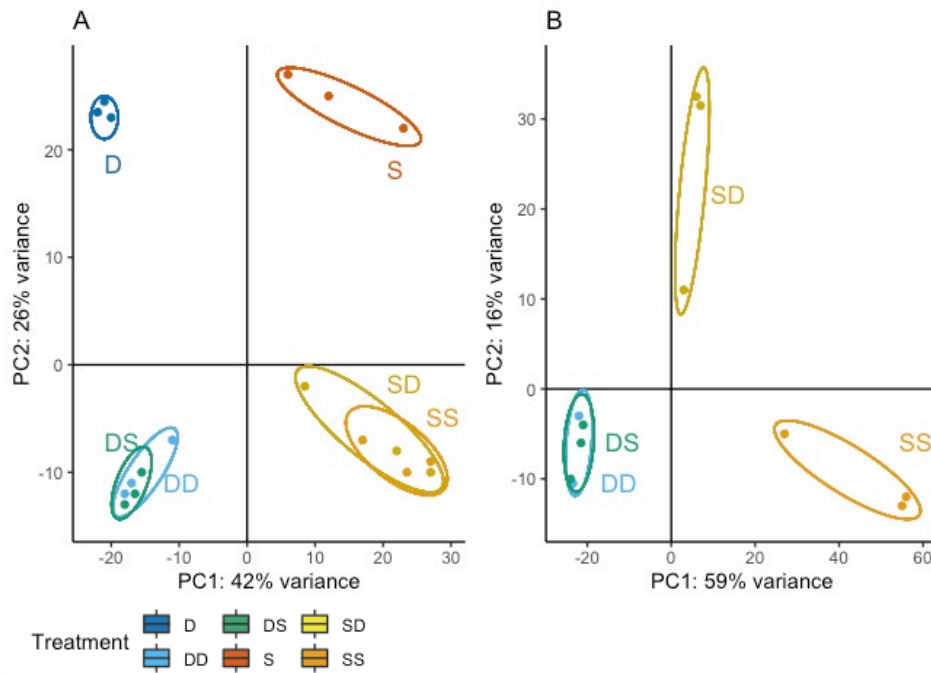 A
20
10
0
-10
-20
-10
0
10
20
30
PC2: 26% variance
PC1: 42% variance
D
S
SD
SS
DS
DD
B
30
20
10
0
-10
-20
0
20
40
60
PC2: 16% variance
PC1: 59% variance
SD
DS
DD
SS
Treatment
D DS SD
DD S SS